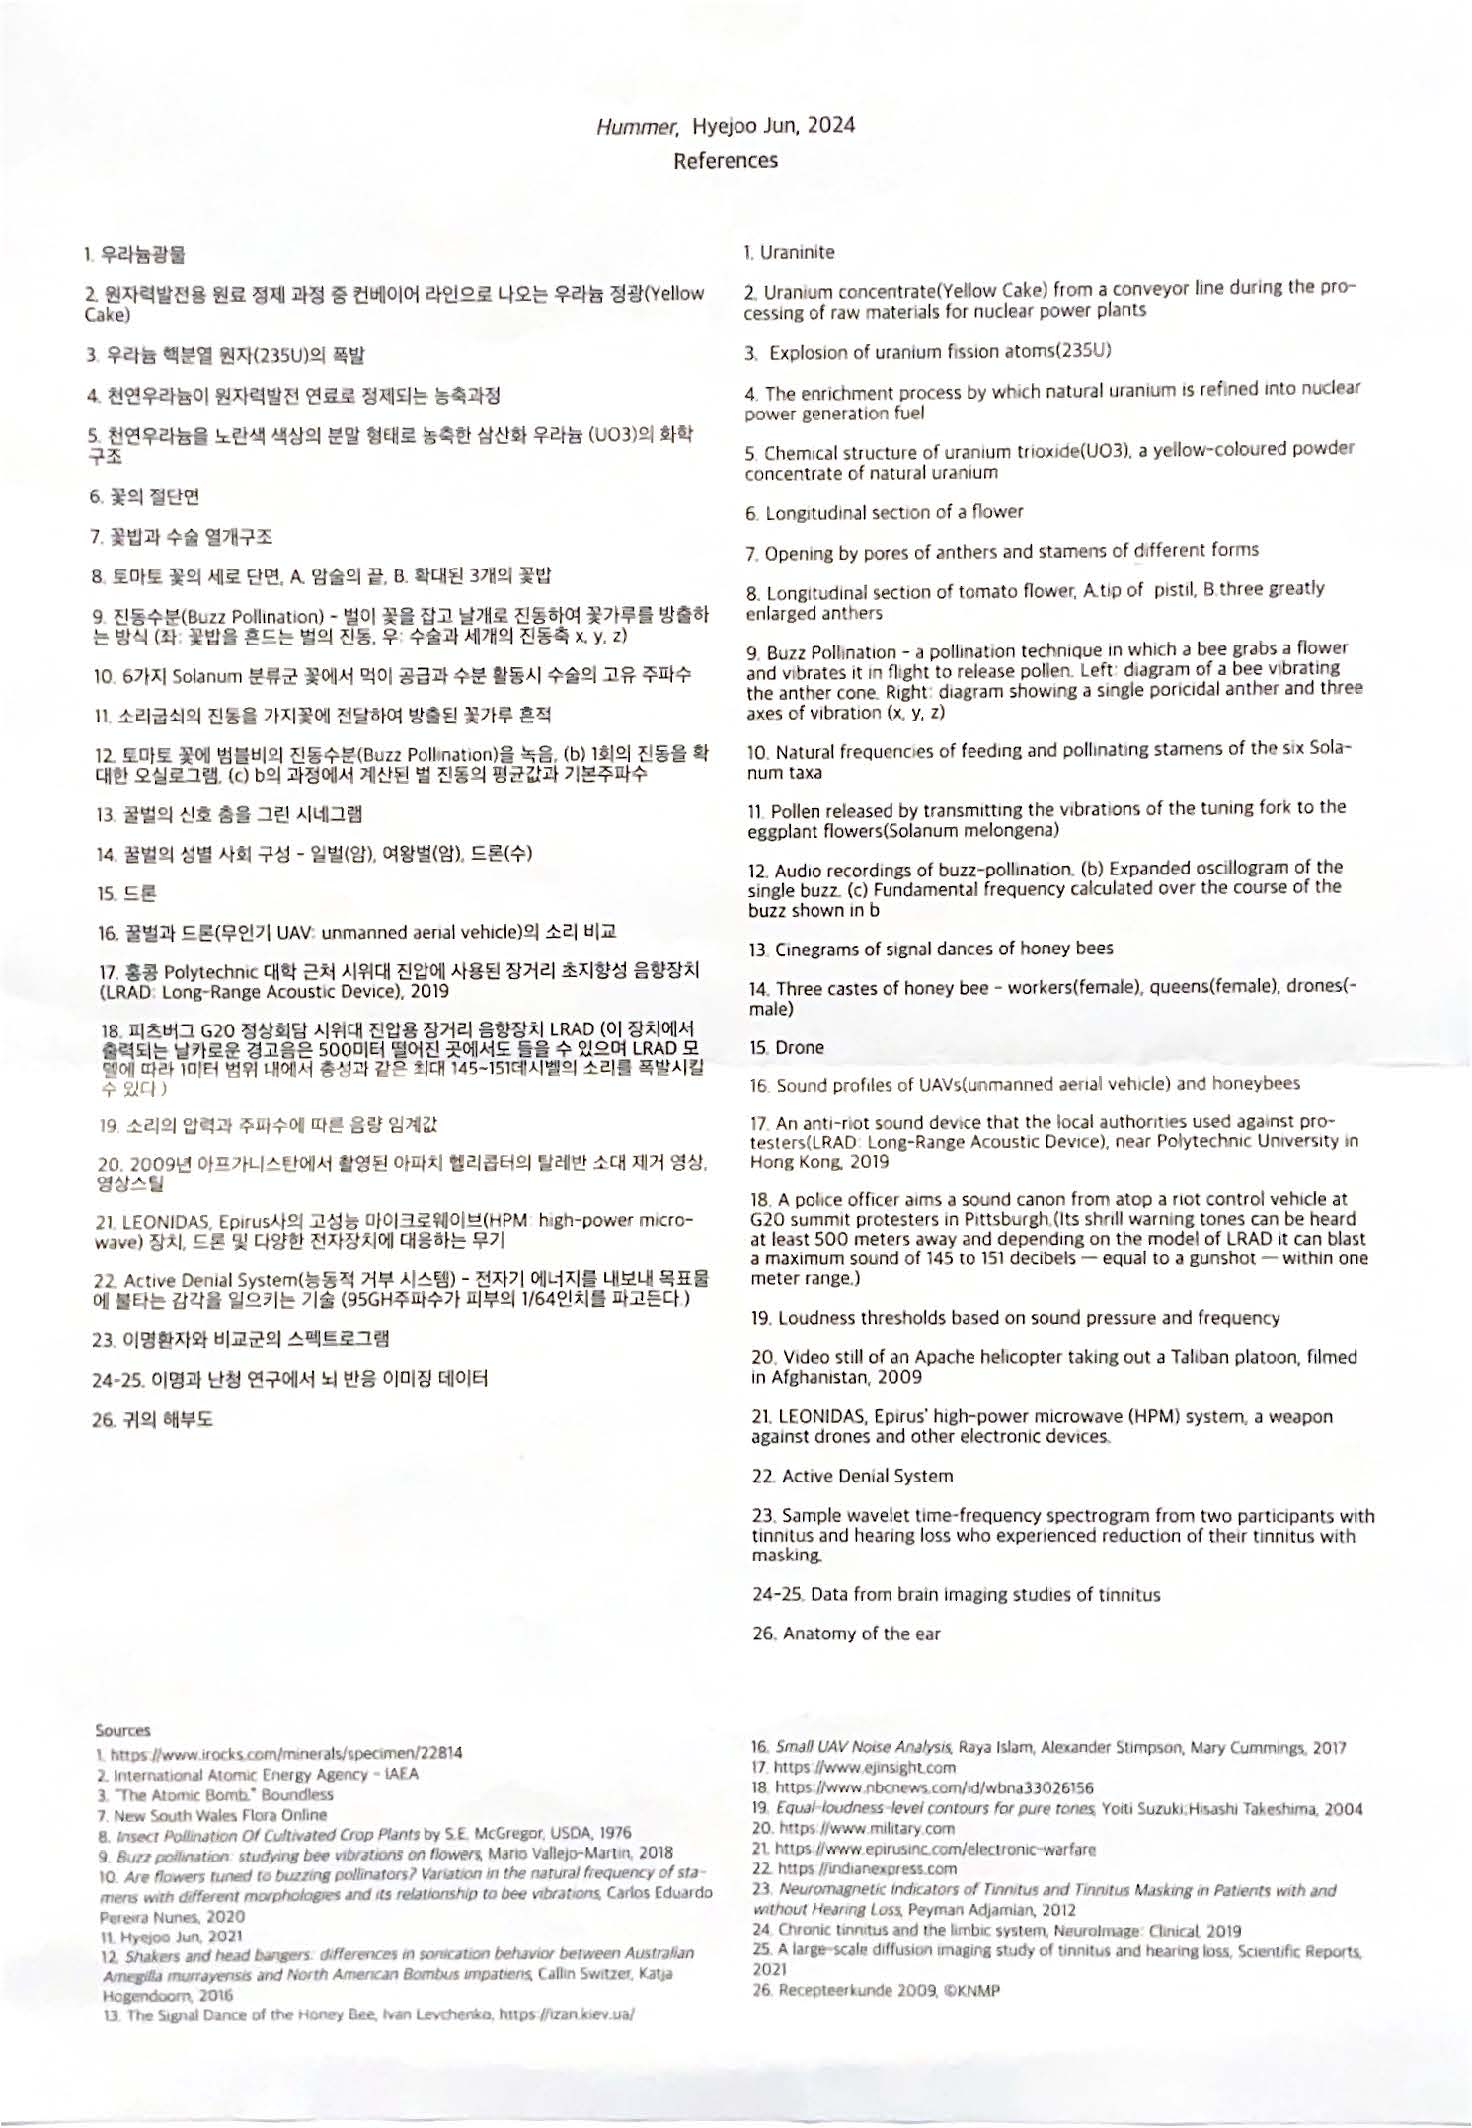 Hummer, Hyejoo Jun, 2024
References
1. 우라늄광물
2. 원자력발전용 원료 정제 과정 중 컨베이어 라인으로 나오는 우라늄 정광(Yellow
Cake)
3. 우라늄 핵분열 원자(235U)의 폭발
4. 천연우라늄이 원자력발전 연료로 정제되는 농축과정
5. 천연우라늄을 노란색 색상의 분말 형태로 농축한 삼산화 우라늄 (UO3)의 화학
구조
6. 꽃의 절단면
7. 꽃밥과 수술 열개구조
8. 토마토 꽃의 세로 단면, A. 암술의 끝, B. 확대된 3개의 꽃밥
9. 진동수분(Buzz Pollination) - 벌이 꽃을 잡고 날개로 진동하여 꽃가루를 방출하
는 방식 (좌: 꽃밥을 흔드는 벌의 진동, 우: 수술과 세개의 진동축 x, y, z)
10. 6가지 Solanum 분류군 꽃에서 먹이 공급과 수분 활동시 수술의 고유 주파수
11. 소리굽쇠의 진동을 가지꽃에 전달하여 방출된 꽃가루 흔적
12. 토마토 꽃에 범블비의 진동수분(Buzz Pollination)을 녹음, (b) 1회의 진동을 확
대한 오실로그램, (c) b의 과정에서 계산된 벌 진동의 평균값과 기본주파수
13. 꿀벌의 신호 춤을 그린 시네그램
14. 꿀벌의 성별 사회 구성 - 일벌(암), 여왕벌(암), 드론(수)
15. 드론
16. 꿀벌과 드론(무인기 UAV: unmanned aerial vehicle)의 소리 비교
17. 홍콩 Polytechnic 대학 근처 시위대 진압에 사용된 장거리 초지향성 음향장치
(LRAD: Long-Range Acoustic Device), 2019
18. 피츠버그 G20 정상회담 시위대 진압용 장거리 음향장치 LRAD (이 장치에서
출력되는 날카로운 경고음은 500미터 떨어진 곳에서도 들을 수 있으며 LRAD 모
델에 따라 1미터 범위 내에서 총성과 같은 최대 145~151데시벨의 소리를 폭발시킬
수 있다.)
19. 소리의 압력과 주파수에 따른 음량 임계값
20. 2009년 아프가니스탄에서 촬영된 아파치 헬리콥터의 탈레반 소대 제거 영상,
영상스틸
21. LEONIDAS, Epirus사의 고성능 마이크로웨이브(HPM: high-power micro-
wave) 장치, 드론 및 다양한 전자장치에 대응하는 무기
22. Active Denial System(능동적 거부 시스템) - 전자기 에너지를 내보내 목표물
에 불타는 감각을 일으키는 기술 (95GH주파수가 피부의 1/64인치를 파고든다.)
23. 이명환자와 비교군의 스펙트로그램
24-25. 이명과 난청 연구에서 뇌 반응 이미징 데이터
26. 귀의 해부도
1. Uraninite
2. Uranium concentrate(Yellow Cake) from a conveyor line during the pro-
cessing of raw materials for nuclear power plants
3. Explosion of uranium fission atoms(235U)
4. The enrichment process by which natural uranium is refined into nuclear
power generation fuel
5. Chemical structure of uranium trioxide(UO3), a yellow-coloured powder
concentrate of natural uranium
6. Longitudinal section of a flower
7. Opening by pores of anthers and stamens of different forms
8. Longitudinal section of tomato flower, A.tip of pistil, B.three greatly
enlarged anthers
9. Buzz Pollination - a pollination technique in which a bee grabs a flower
and vibrates it in flight to release pollen. Left: diagram of a bee vibrating
the anther cone. Right: diagram showing a single poricidal anther and three
axes of vibration (x, y, z)
10. Natural frequencies of feeding and pollinating stamens of the six Sola-
num taxa
11. Pollen released by transmitting the vibrations of the tuning fork to the
eggplant flowers(Solanum melongena)
12. Audio recordings of buzz-pollination. (b) Expanded oscillogram of the
single buzz. (c) Fundamental frequency calculated over the course of the
buzz shown in b
13. Cinegrams of signal dances of honey bees
14. Three castes of honey bee - workers(female), queens(female), drones(-
male)
15. Drone
16. Sound profiles of UAVs(unmanned aerial vehicle) and honeybees
17. An anti-riot sound device that the local authorities used against pro-
testers(LRAD: Long-Range Acoustic Device), near Polytechnic University in
Hong Kong, 2019
18. A police officer aims a sound canon from atop a riot control vehicle at
G20 summit protesters in Pittsburgh.(Its shrill warning tones can be heard
at least 500 meters away and depending on the model of LRAD it can blast
a maximum sound of 145 to 151 decibels — equal to a gunshot — within one
meter range.)
19. Loudness thresholds based on sound pressure and frequency
20. Video still of an Apache helicopter taking out a Taliban platoon, filmed
in Afghanistan, 2009
21. LEONIDAS, Epirus' high-power microwave (HPM) system, a weapon
against drones and other electronic devices.
22. Active Denial System
23. Sample wavelet time-frequency spectrogram from two participants with
tinnitus and hearing loss who experienced reduction of their tinnitus with
masking.
24-25. Data from brain imaging studies of tinnitus
26. Anatomy of the ear
Sources
1. https://www.irocks.com/minerals/specimen/22814
2. International Atomic Energy Agency - IAEA
3. "The Atomic Bomb." Boundless
7. New South Wales Flora Online
8. Insect Pollination Of Cultivated Crop Plants by S.E. McGregor, USDA, 1976
9. Buzz pollination: studying bee vibrations on flowers, Mario Vallejo-Martin, 2018
10. Are flowers tuned to buzzing pollinators? Variation in the natural frequency of sta-
mens with different morphologies and its relationship to bee vibrations, Carlos Eduardo
Pereira Nunes, 2020
11. Hyejoo Jun, 2021
12. Shakers and head bangers: differences in sonication behavior between Australian
Amegilla murrayensis and North American Bombus impatiens, Callin Switzer, Katja
Hogendoorn, 2016
13. The Signal Dance of the Honey Bee, Ivan Levchenko, https://izan.kiev.ua/
16. Small UAV Noise Analysis, Raya Islam, Alexander Stimpson, Mary Cummings, 2017
17. https://www.ejinsight.com
18. https://www.nbcnews.com/id/wbna33026156
19. Equal-loudness-level contours for pure tones, Yoiti Suzuki;Hisashi Takeshima, 2004
20. https://www.military.com
21. https://www.epirusinc.com/electronic-warfare
22. https://indianexpress.com
23. Neuromagnetic Indicators of Tinnitus and Tinnitus Masking in Patients with and
without Hearing Loss, Peyman Adjamian, 2012
24. Chronic tinnitus and the limbic system, NeuroImage: Clinical, 2019
25. A large-scale diffusion imaging study of tinnitus and hearing loss, Scientific Reports,
2021
26. Recepteerkunde 2009, ©KNMP